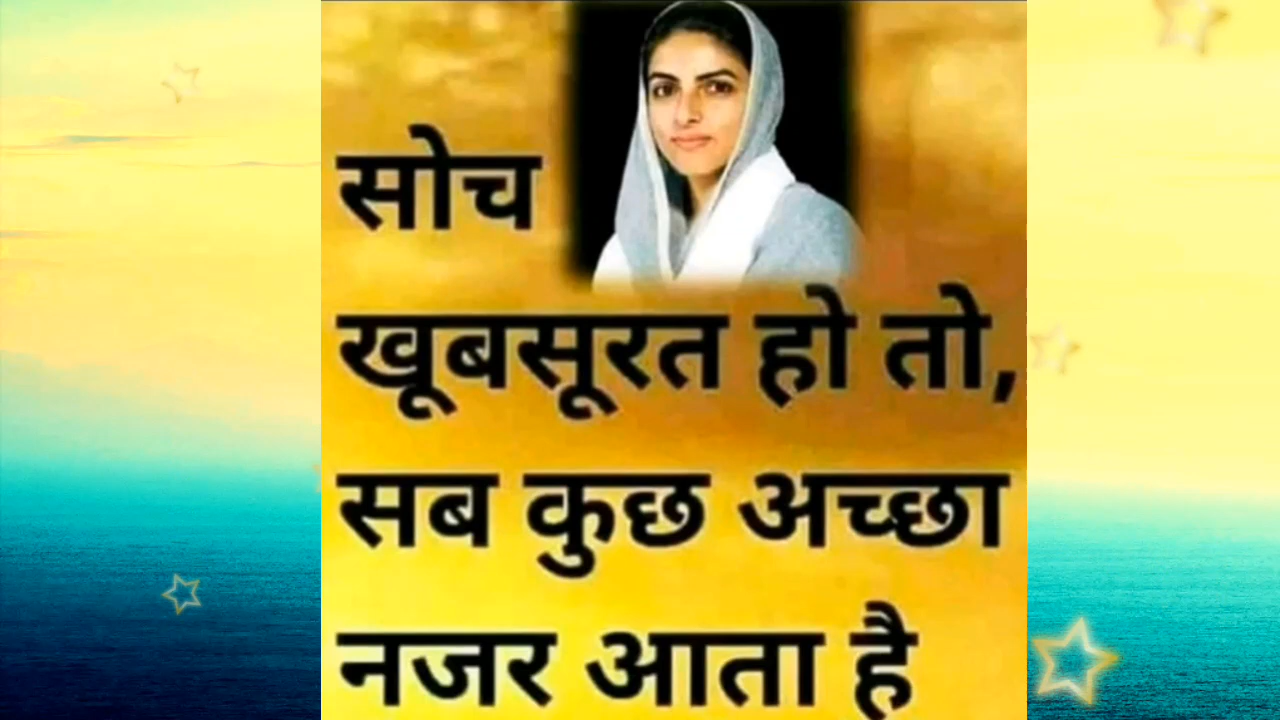 सोच
खूबसूरत हो तो,
सब कुछ अच्छा
नजर आता है